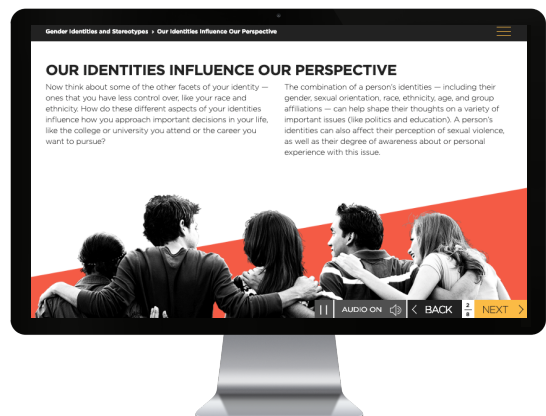 Gender Identities and Stereotypes › Our Identities Influence Our Perspective
OUR IDENTITIES INFLUENCE OUR PERSPECTIVE
Now think about some of the other facets of your identity —
ones that you have less control over, like your race and
ethnicity. How do these different aspects of your identities
influence how you approach important decisions in your life,
like the college or university you attend or the career you
want to pursue?
The combination of a person's identities — including their
gender, sexual orientation, race, ethnicity, age, and group
affiliations — can help shape their thoughts on a variety of
important issues (like politics and education). A person's
identities can also affect their perception of sexual violence,
as well as their degree of awareness about or personal
experience with this issue.
AUDIO ON
BACK
2
8
NEXT